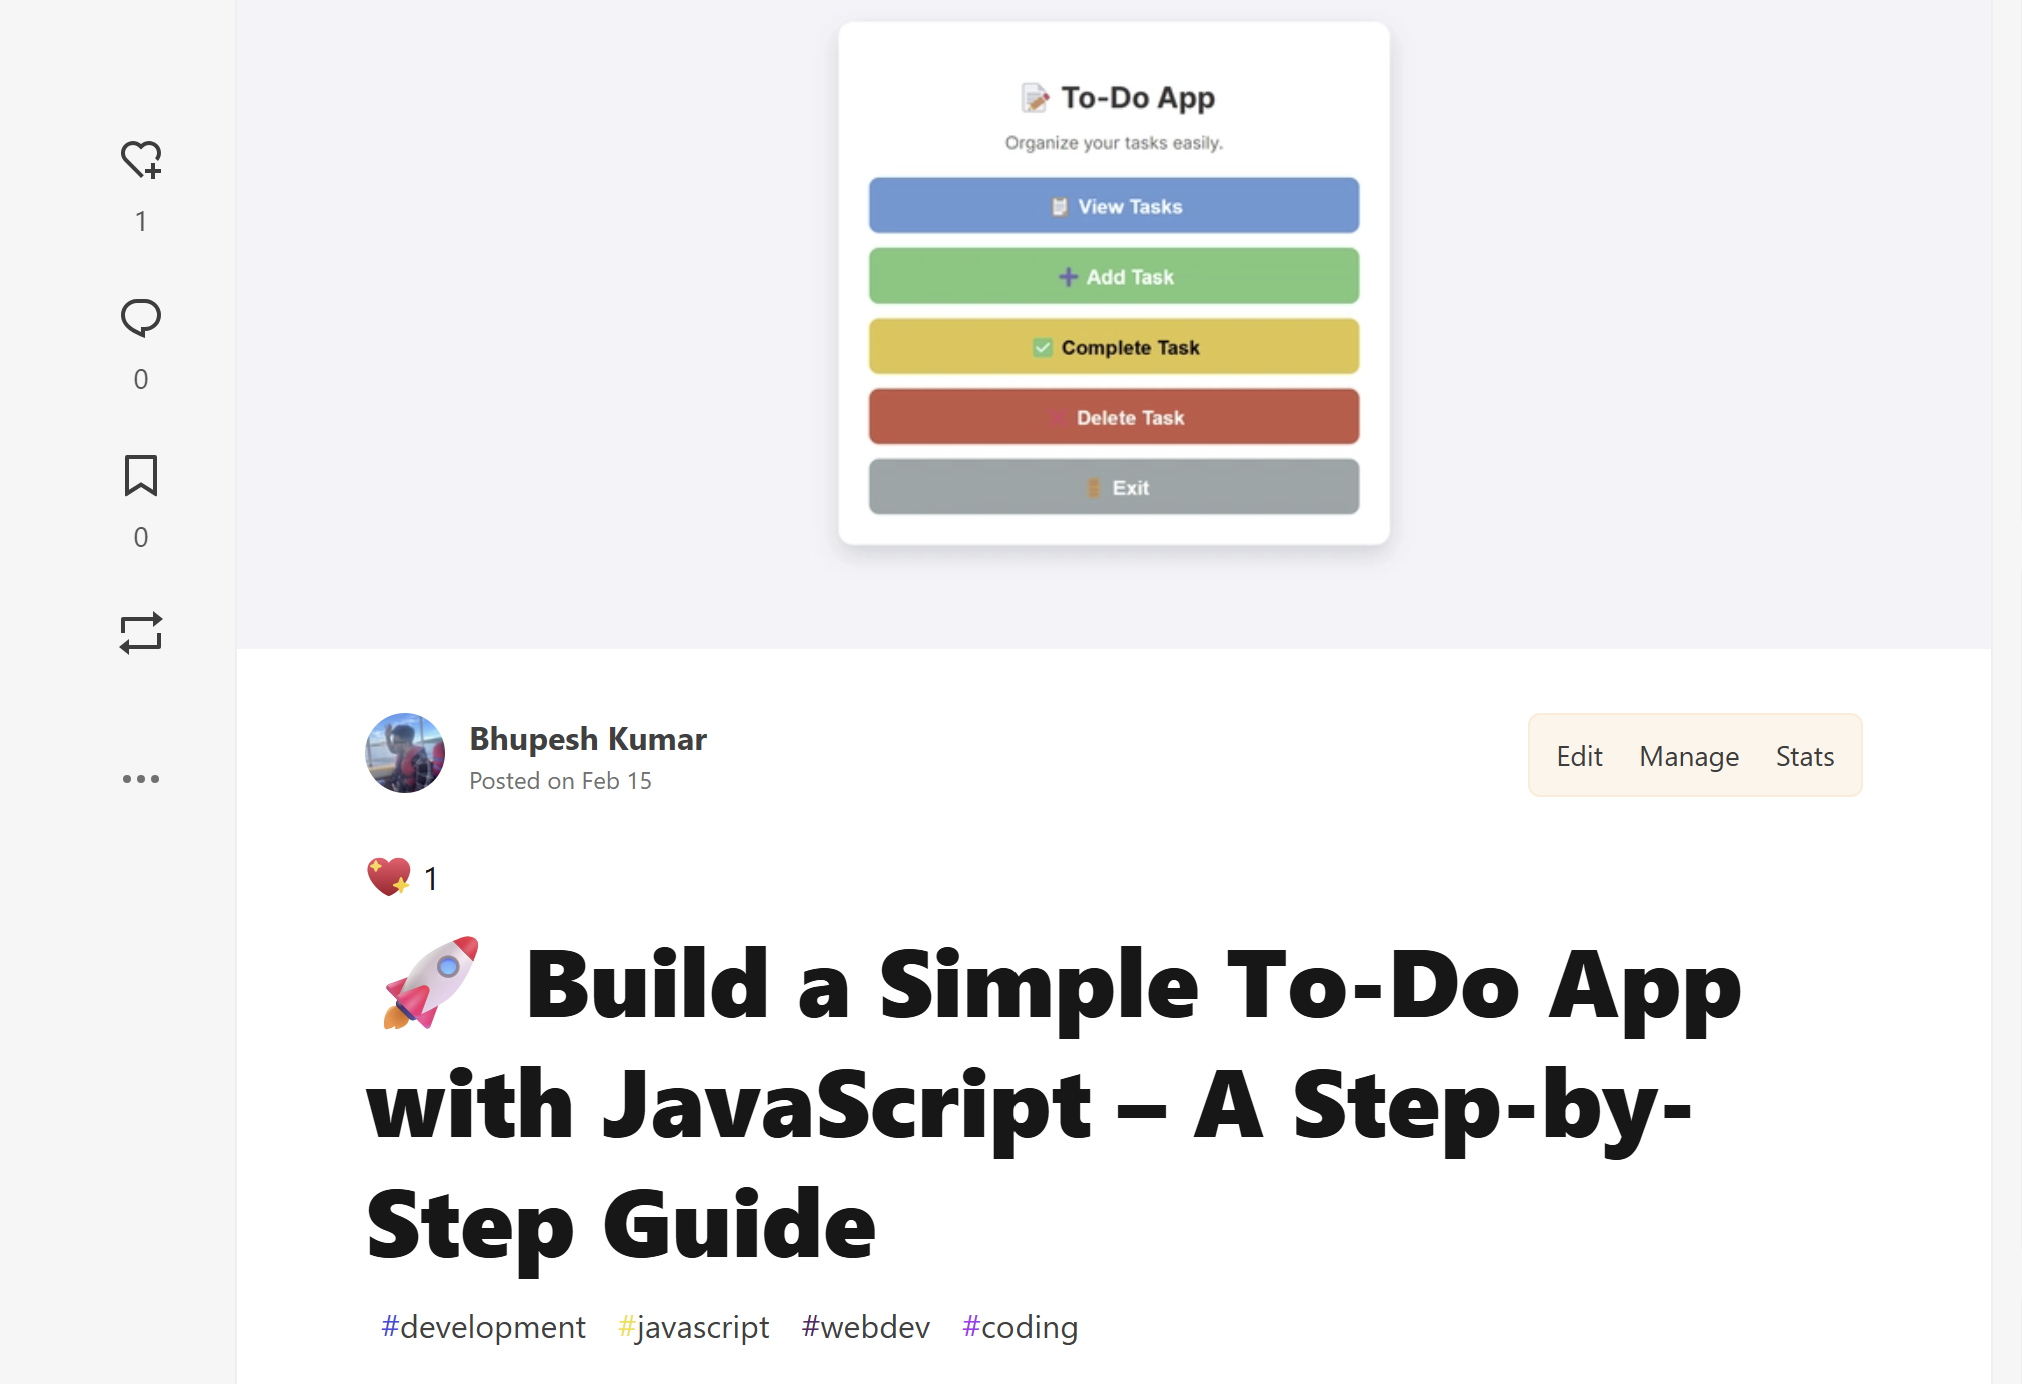 To-Do App
Organize your tasks easily.
View Tasks
Add Task
Complete Task
Delete Task
Exit
1
0
0
Bhupesh Kumar
Posted on Feb 15
Edit Manage Stats
1
Build a Simple To-Do App
with JavaScript – A Step-by-
Step Guide
#development #javascript #webdev #coding